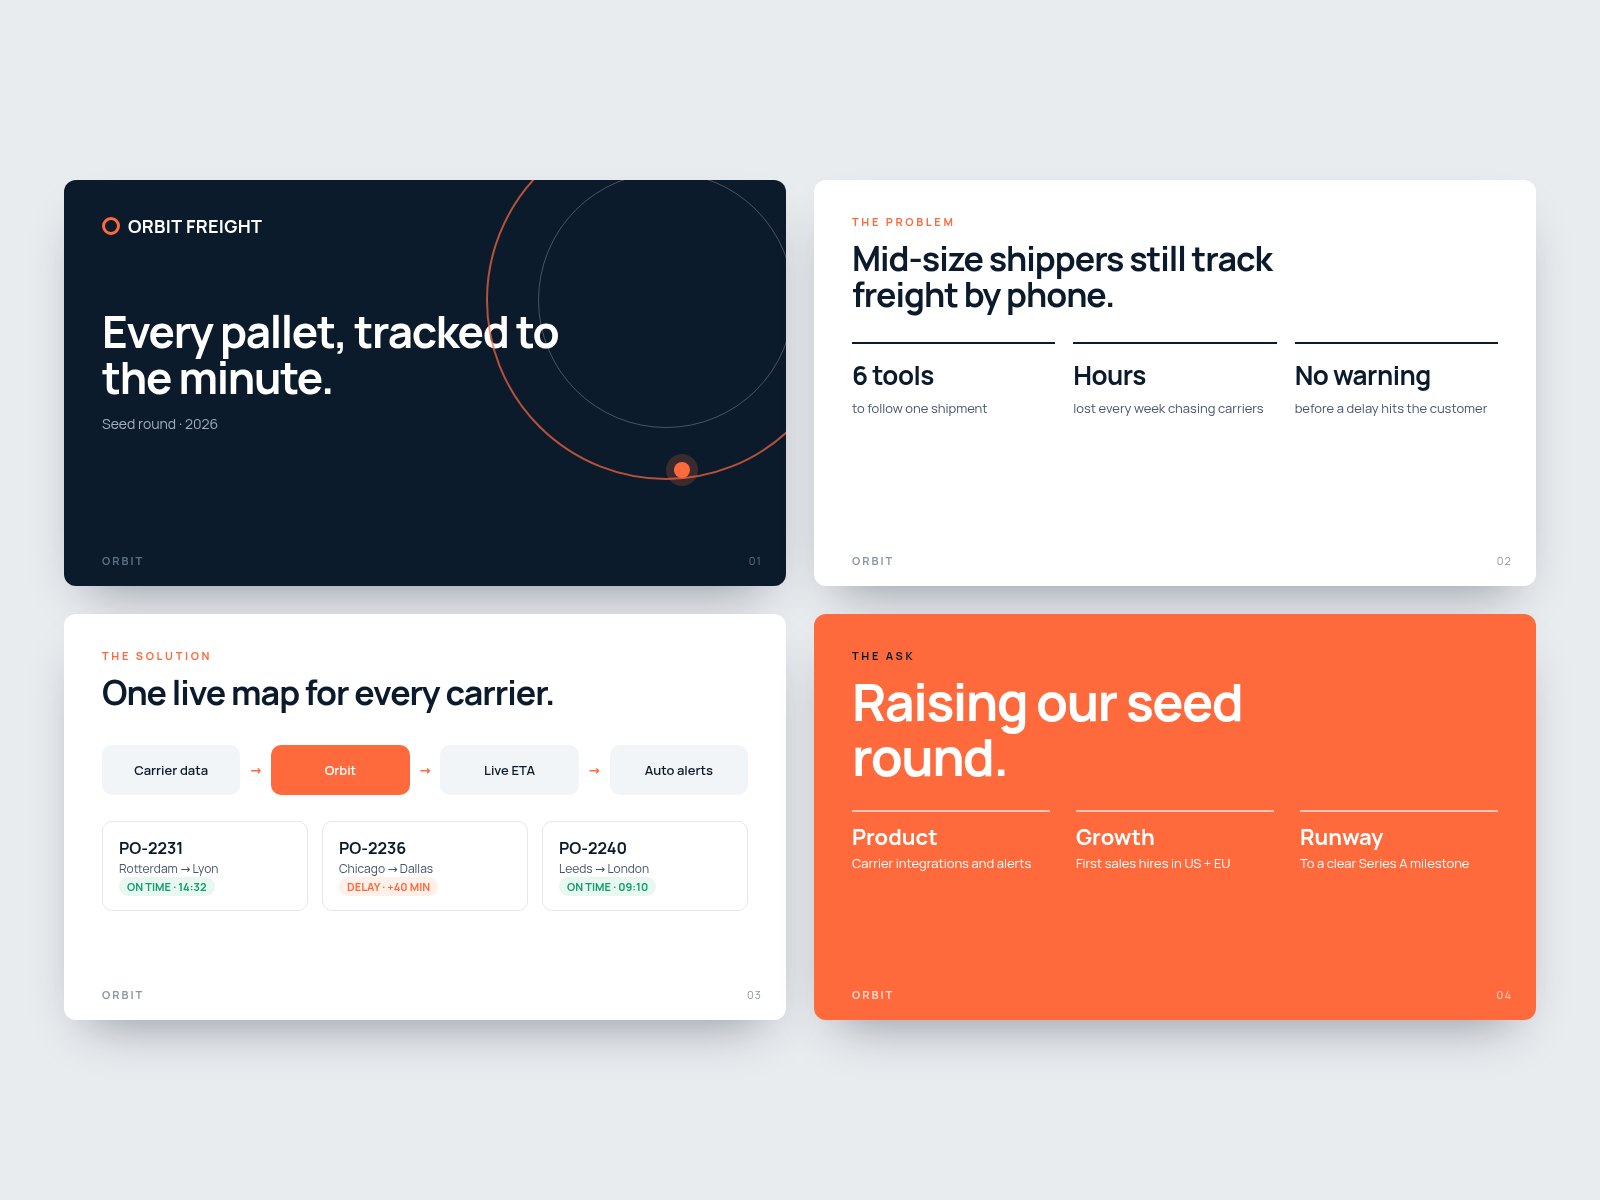 ORBIT FREIGHT
Every pallet, tracked to
the minute.
Seed round · 2026
ORBIT
01
THE PROBLEM
Mid-size shippers still track
freight by phone.
6 tools
to follow one shipment
Hours
lost every week chasing carriers
No warning
before a delay hits the customer
ORBIT
02
THE SOLUTION
One live map for every carrier.
Carrier data → Orbit → Live ETA → Auto alerts
PO-2231
Rotterdam → Lyon
ON TIME · 14:32
PO-2236
Chicago → Dallas
DELAY · +40 MIN
PO-2240
Leeds → London
ON TIME · 09:10
ORBIT
03
THE ASK
Raising our seed
round.
Product
Carrier integrations and alerts
Growth
First sales hires in US + EU
Runway
To a clear Series A milestone
ORBIT
04